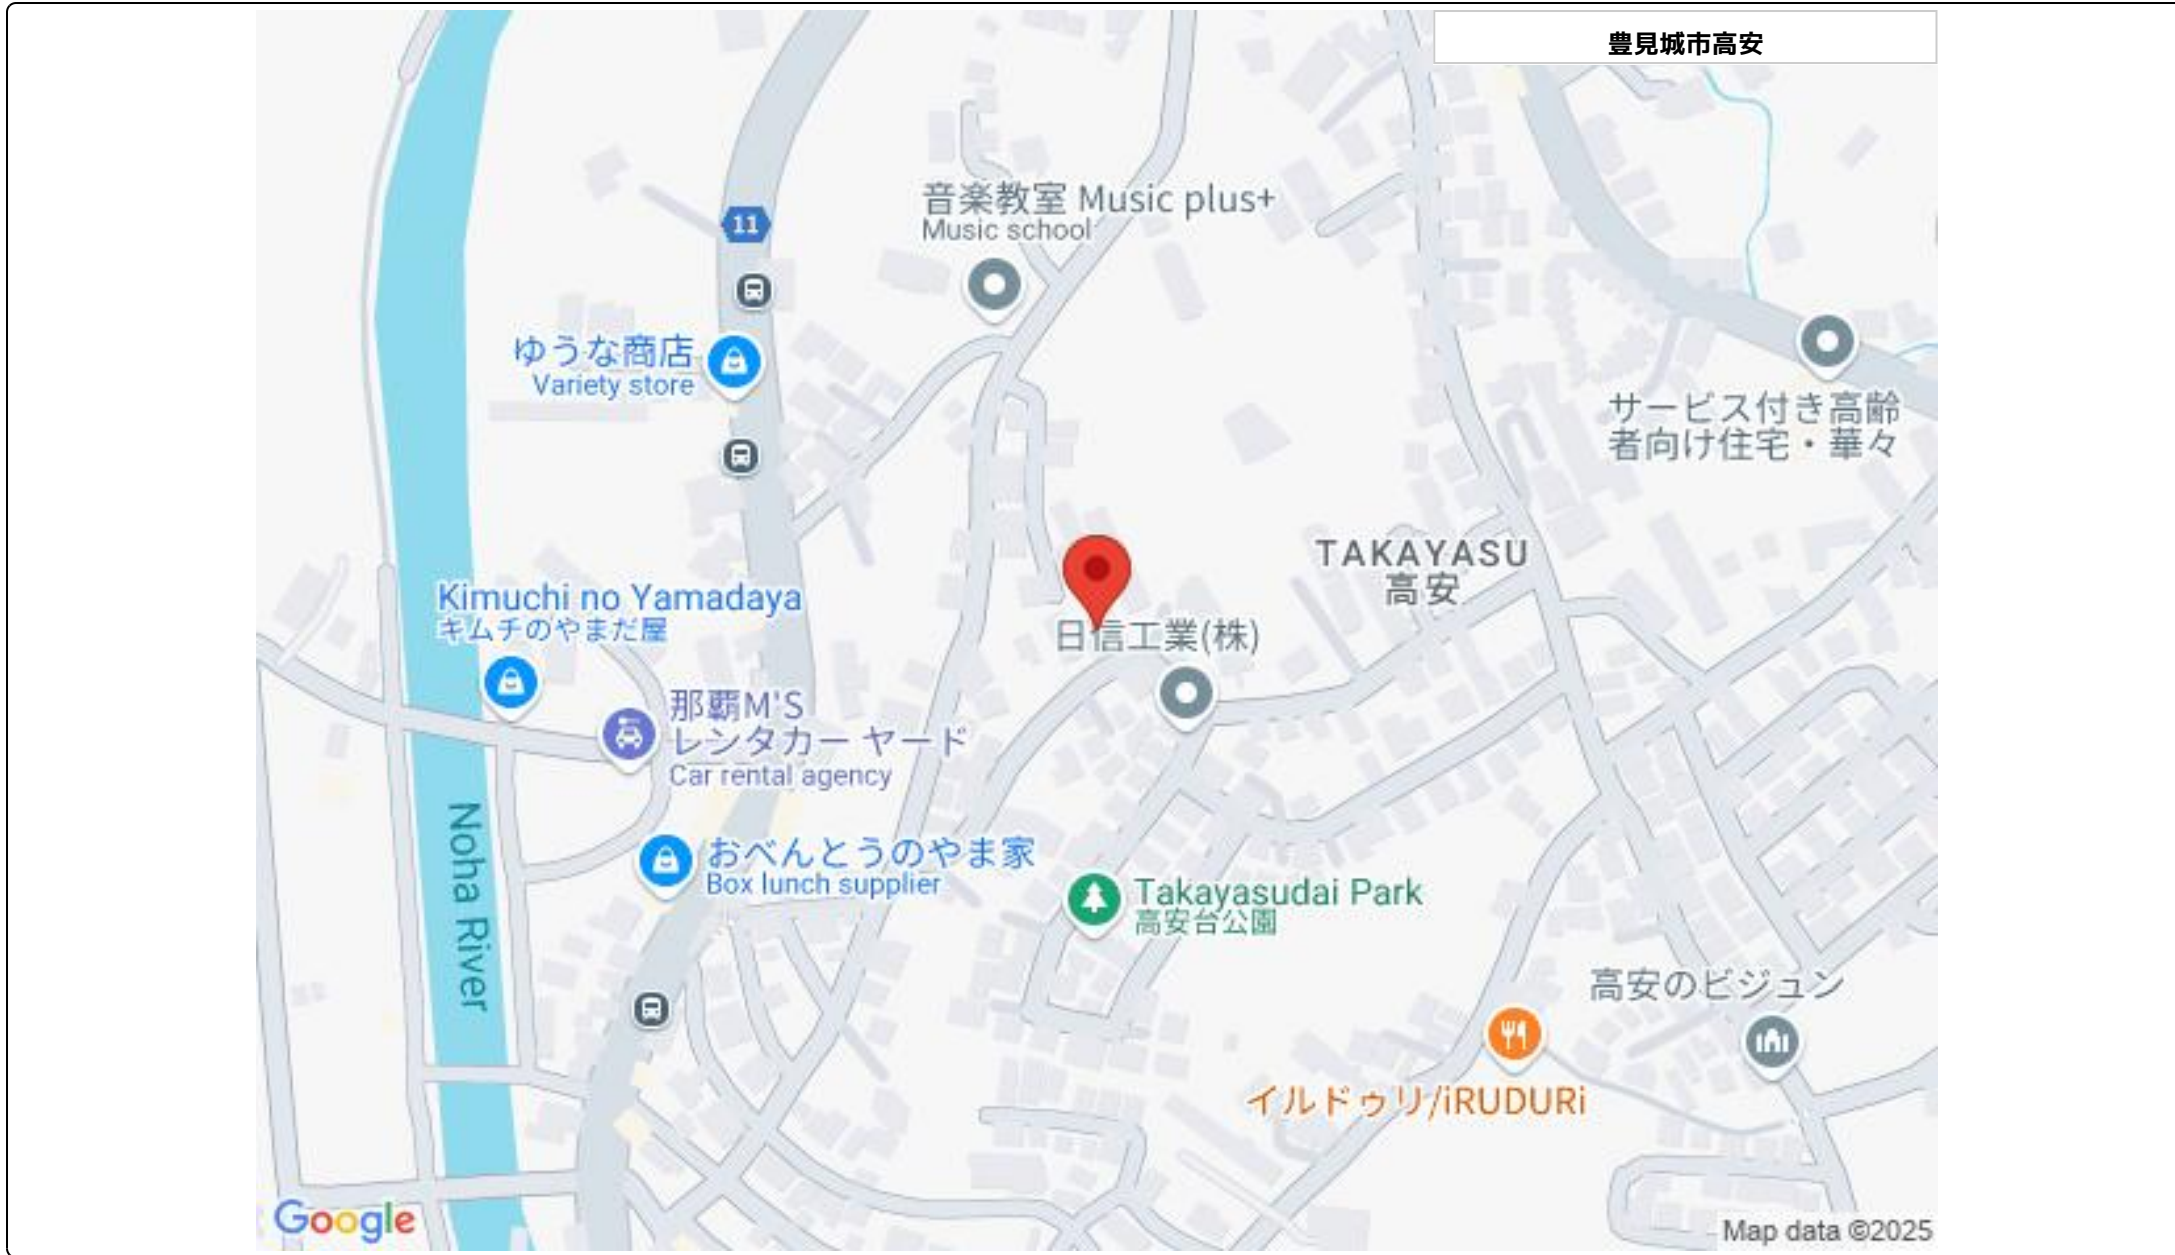 豊見城市高安
音楽教室 Music plus+
Music school
11
ゆうな商店
Variety store
サービス付き高齢
者向け住宅・華々
TAKAYASU
高安
Kimuchi no Yamadaya
キムチのやまだ屋
日信工業(株)
那覇M'S
レンタカー ヤード
Car rental agency
Noha River
おべんとうのやま家
Box lunch supplier
Takayasudai Park
高安台公園
高安のビジュン
イルドゥリ/iRUDURi
Google
Map data ©2025